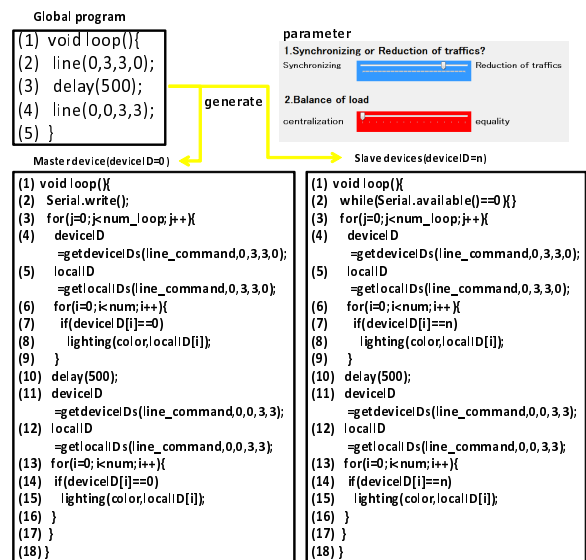 Global program
(1) void loop(){
(2) line(0,3,3,0);
(3) delay(500);
(4) line(0,0,3,3);
(5) }
parameter
1.Synchronizing or Reduction of traffics?
Synchronizing Reduction of traffics
2.Balance of load
centralization equality
generate
Master device(deviceID=0)
(1) void loop(){
(2) Serial.write();
(3) for(j=0;j<num_loop;j++){
(4) deviceID
=getdeviceIDs(line_command,0,3,3,0);
(5) localID
=getlocalIDs(line_command,0,3,3,0);
(6) for(i=0;i<num;i++){
(7) if(deviceID[i]==0)
(8) lighting(color,localID[i]);
(9) }
(10) delay(500);
(11) deviceID
=getdeviceIDs(line_command,0,0,3,3);
(12) localID
=getlocalIDs(line_command,0,0,3,3);
(13) for(i=0;i<num;i++){
(14) if(deviceID[i]==0)
(15) lighting(color,localID[i]);
(16) }
(17) }
(18) }
Slave devices(deviceID=n)
(1) void loop(){
(2) while(Serial.available()==0){}
(3) for(j=0;j<num_loop;j++){
(4) deviceID
=getdeviceIDs(line_command,0,3,3,0);
(5) localID
=getlocalIDs(line_command,0,3,3,0);
(6) for(i=0;i<num;i++){
(7) if(deviceID[i]==n)
(8) lighting(color,localID[i]);
(9) }
(10) delay(500);
(11) deviceID
=getdeviceIDs(line_command,0,0,3,3);
(12) localID
=getlocalIDs(line_command,0,0,3,3);
(13) for(i=0;i<num;i++){
(14) if(deviceID[i]==n)
(15) lighting(color,localID[i]);
(16) }
(17) }
(18) }